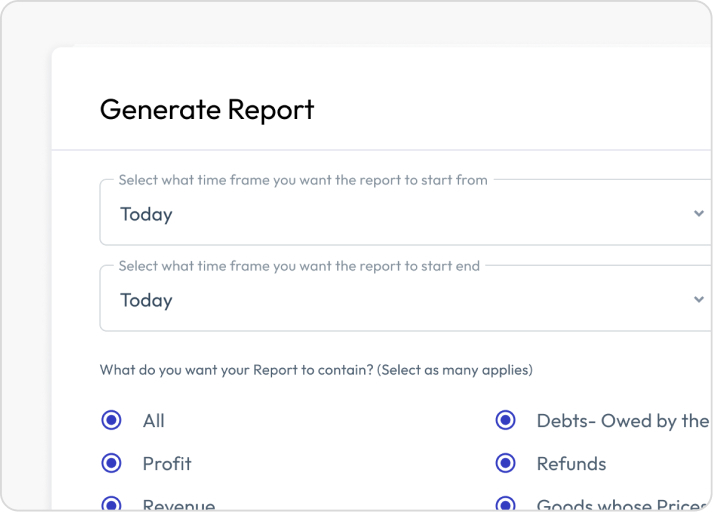 Generate Report
Select what time frame you want the report to start from
Today
Select what time frame you want the report to start end
Today
What do you want your Report to contain? (Select as many applies)
All
Debts- Owed by the
Profit
Refunds
Revenue
Goods whose Prices